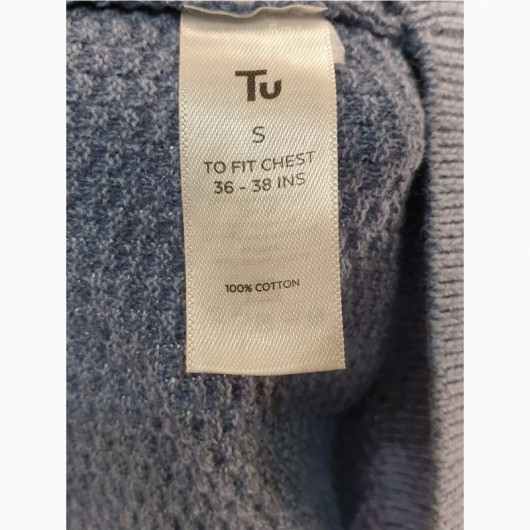 Tu
S
TO FIT CHEST
36 - 38 INS
100% COTTON